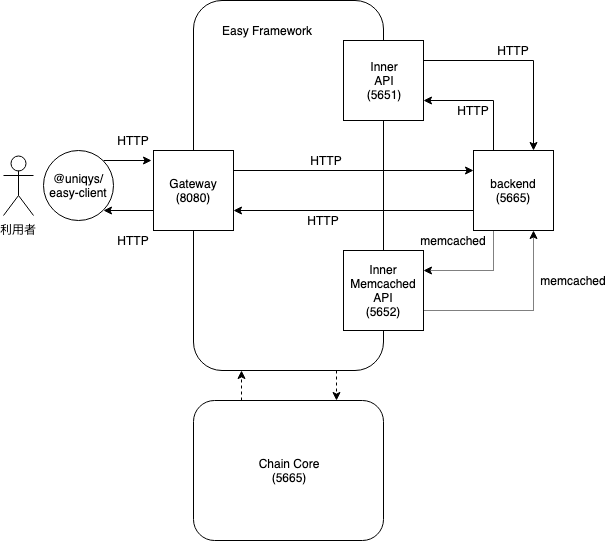 Easy Framework
Inner
API
(5651)
HTTP
HTTP
HTTP
@uniqys/
easy-client
Gateway
(8080)
HTTP
backend
(5665)
利用者
HTTP
HTTP
memcached
Inner
Memcached
API
(5652)
memcached
Chain Core
(5665)